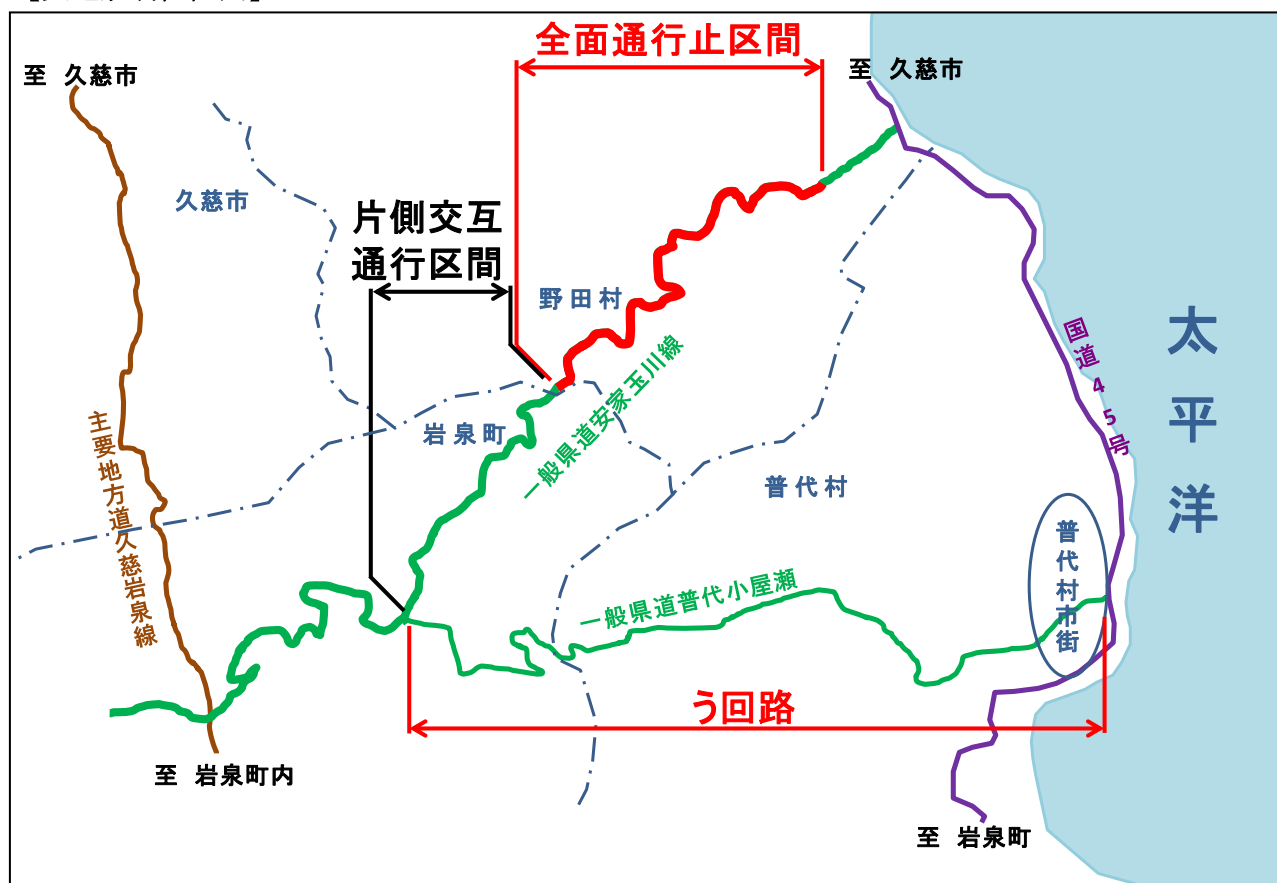 全面通行止区間
至 久慈市
至 久慈市
久慈市
片側交互
通行区間
野田村
国道45号
太平洋
一般県道安家玉川線
岩泉町
主要地方道久慈岩泉線
普代村
普代村市街
一般県道普代小屋瀬
う回路
至 岩泉町内
至 岩泉町